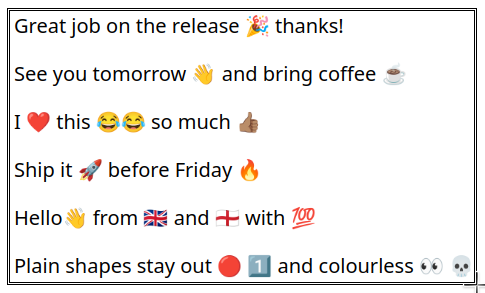 Great job on the release 🎉 thanks!
See you tomorrow 👋 and bring coffee ☕
I ❤️ this 😂😂 so much 👍🏽
Ship it 🚀 before Friday 🔥
Hello👋 from 🇬🇧 and 🏴󠁧󠁢󠁥󠁮󠁧󠁿 with 💯
Plain shapes stay out 🔴 1️⃣ and colourless 👀 💀